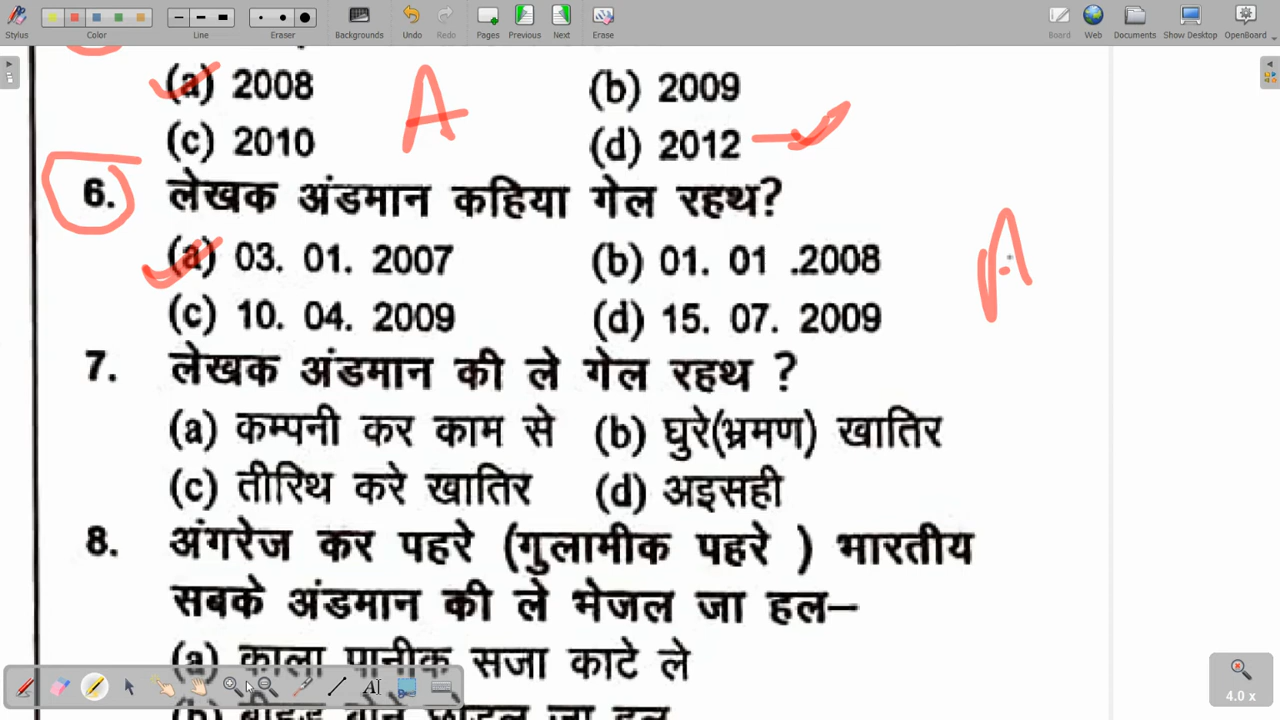 Stylus Color Line Eraser Backgrounds Undo Redo Pages Previous Next Erase Board Web Documents Show Desktop OpenBoard
(a) 2008 (b) 2009
A
(c) 2010 (d) 2012
6. लेखक अंडमान कहिया गेल रहथ?
(a) 03. 01. 2007 (b) 01. 01 .2008
A
(c) 10. 04. 2009 (d) 15. 07. 2009
7. लेखक अंडमान की ले गेल रहथ ?
(a) कम्पनी कर काम से (b) घुरे(भ्रमण) खातिर
(c) तीरिथ करे खातिर (d) अइसही
8. अंगरेज कर पहरे (गुलामीक पहरे ) भारतीय
सबके अंडमान की ले भेजल जा हल–
(a) काला पानीक सजा काटे ले
4.0 x